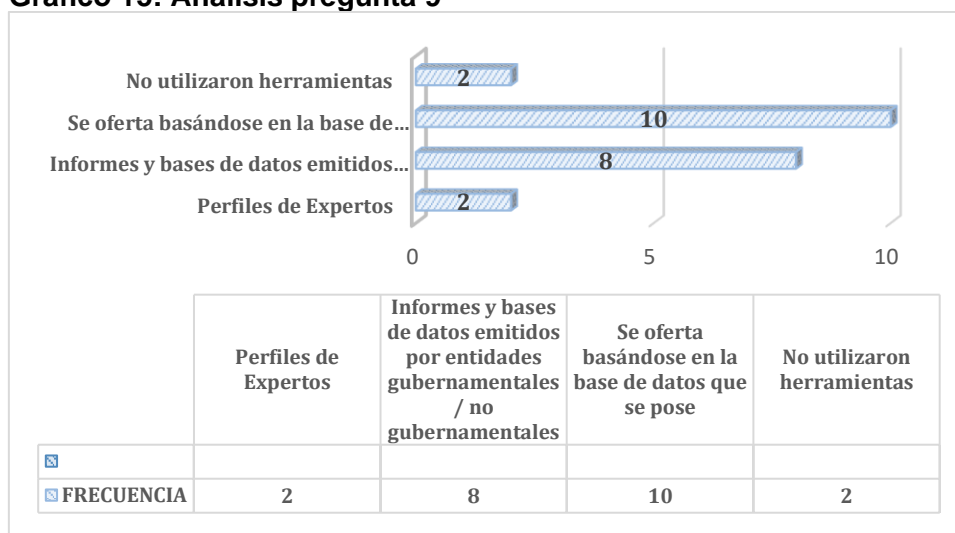 Gráfico 19: Análisis pregunta 9
No utilizaron herramientas 2
Se oferta basándose en la base de... 10
Informes y bases de datos emitidos... 8
Perfiles de Expertos 2
0 5 10
Perfiles de
Expertos
Informes y bases
de datos emitidos
por entidades
gubernamentales
/ no
gubernamentales
Se oferta
basándose en la
base de datos que
se pose
No utilizaron
herramientas
FRECUENCIA 2 8 10 2